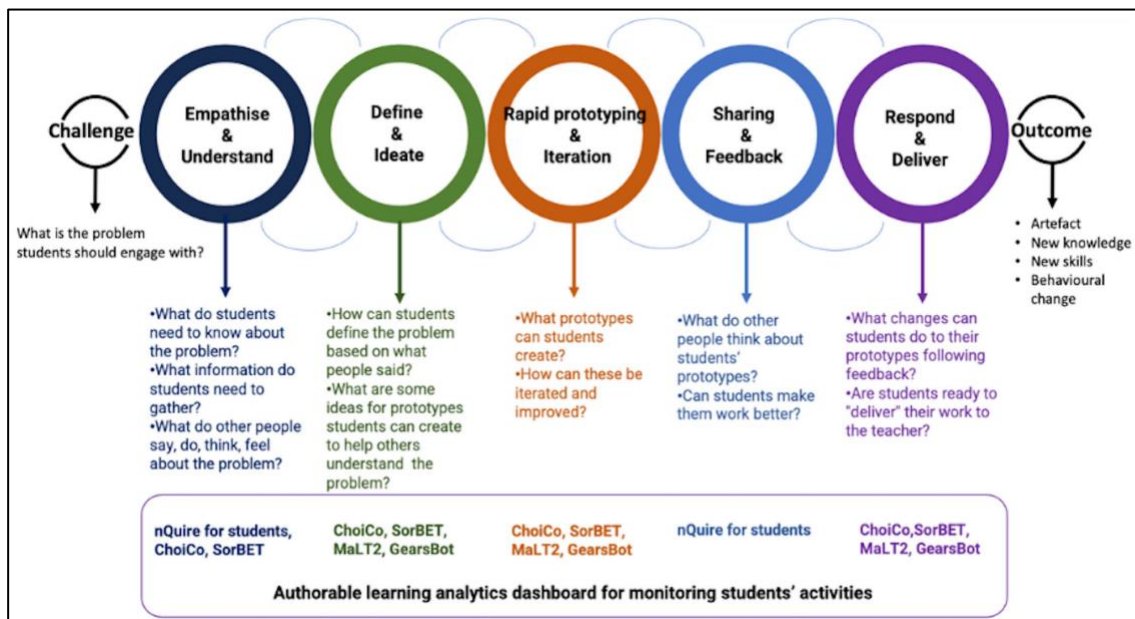 Challenge
Empathise
&
Understand
Define
&
Ideate
Rapid prototyping
&
Iteration
Sharing
&
Feedback
Respond
&
Deliver
Outcome
What is the problem
students should engage with?
•What do students
need to know about
the problem?
•What information do
students need to
gather?
•What do other people
say, do, think, feel
about the problem?
•How can students
define the problem
based on what
people said?
•What are some
ideas for prototypes
students can create
to help others
understand the
problem?
•What prototypes
can students
create?
•How can these be
iterated and
improved?
•What do other
people think about
students'
prototypes?
•Can students make
them work better?
•What changes can
students do to their
prototypes following
feedback?
•Are students ready to
"deliver" their work to
the teacher?
• Artefact
• New knowledge
• New skills
• Behavioural
change
nQuire for students,
ChoiCo, SorBET
ChoiCo, SorBET,
MaLT2, GearsBot
ChoiCo, SorBET,
MaLT2, GearsBot
nQuire for students
ChoiCo,SorBET,
MaLT2, GearsBot
Authorable learning analytics dashboard for monitoring students' activities